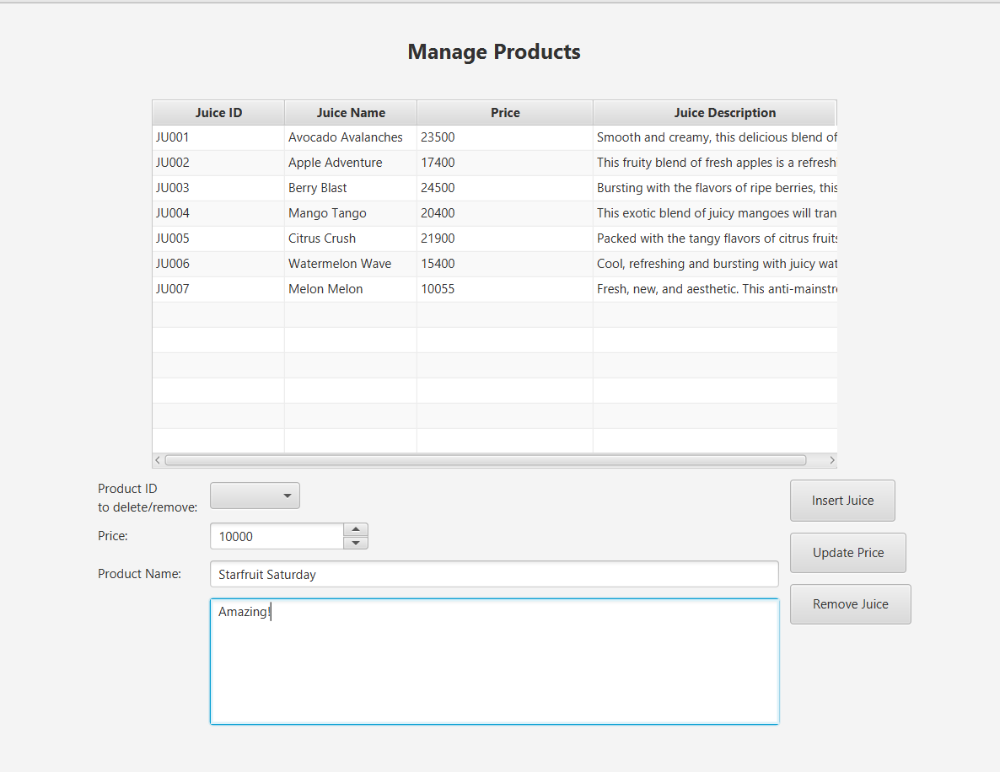 Manage Products
Juice ID Juice Name Price Juice Description
JU001 Avocado Avalanches 23500 Smooth and creamy, this delicious blend of
JU002 Apple Adventure 17400 This fruity blend of fresh apples is a refreshi
JU003 Berry Blast 24500 Bursting with the flavors of ripe berries, this
JU004 Mango Tango 20400 This exotic blend of juicy mangoes will tran
JU005 Citrus Crush 21900 Packed with the tangy flavors of citrus fruits
JU006 Watermelon Wave 15400 Cool, refreshing and bursting with juicy wat
JU007 Melon Melon 10055 Fresh, new, and aesthetic. This anti-mainstre
Product ID
to delete/remove:
Insert Juice
Price: 10000
Update Price
Product Name: Starfruit Saturday
Remove Juice
Amazing!